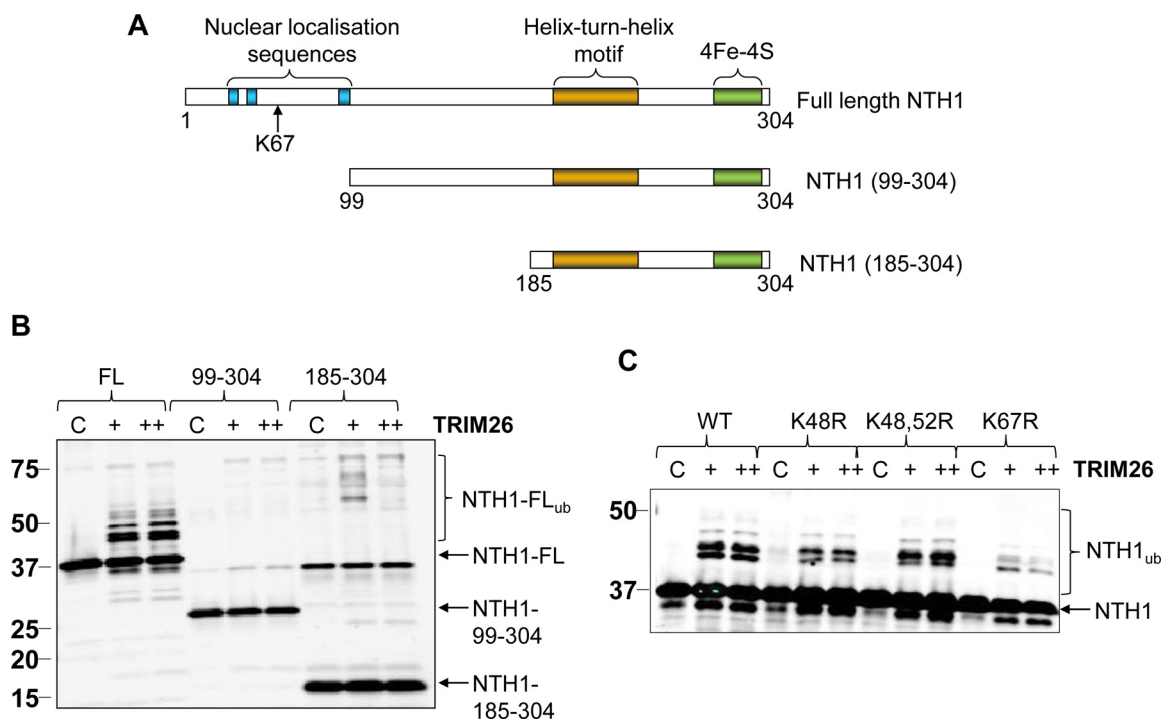 A
Nuclear localisation
sequences
Helix-turn-helix
motif
4Fe-4S
Full length NTH1
1
304
K67
NTH1 (99-304)
99
304
NTH1 (185-304)
185
304
B
FL
99-304
185-304
C + ++ C + ++ C + ++ TRIM26
75
50
37
25
20
15
NTH1-FLub
NTH1-FL
NTH1-
99-304
NTH1-
185-304
C
WT
K48R
K48,52R
K67R
C + ++ C + ++ C + ++ C + ++ TRIM26
50
37
NTH1ub
NTH1